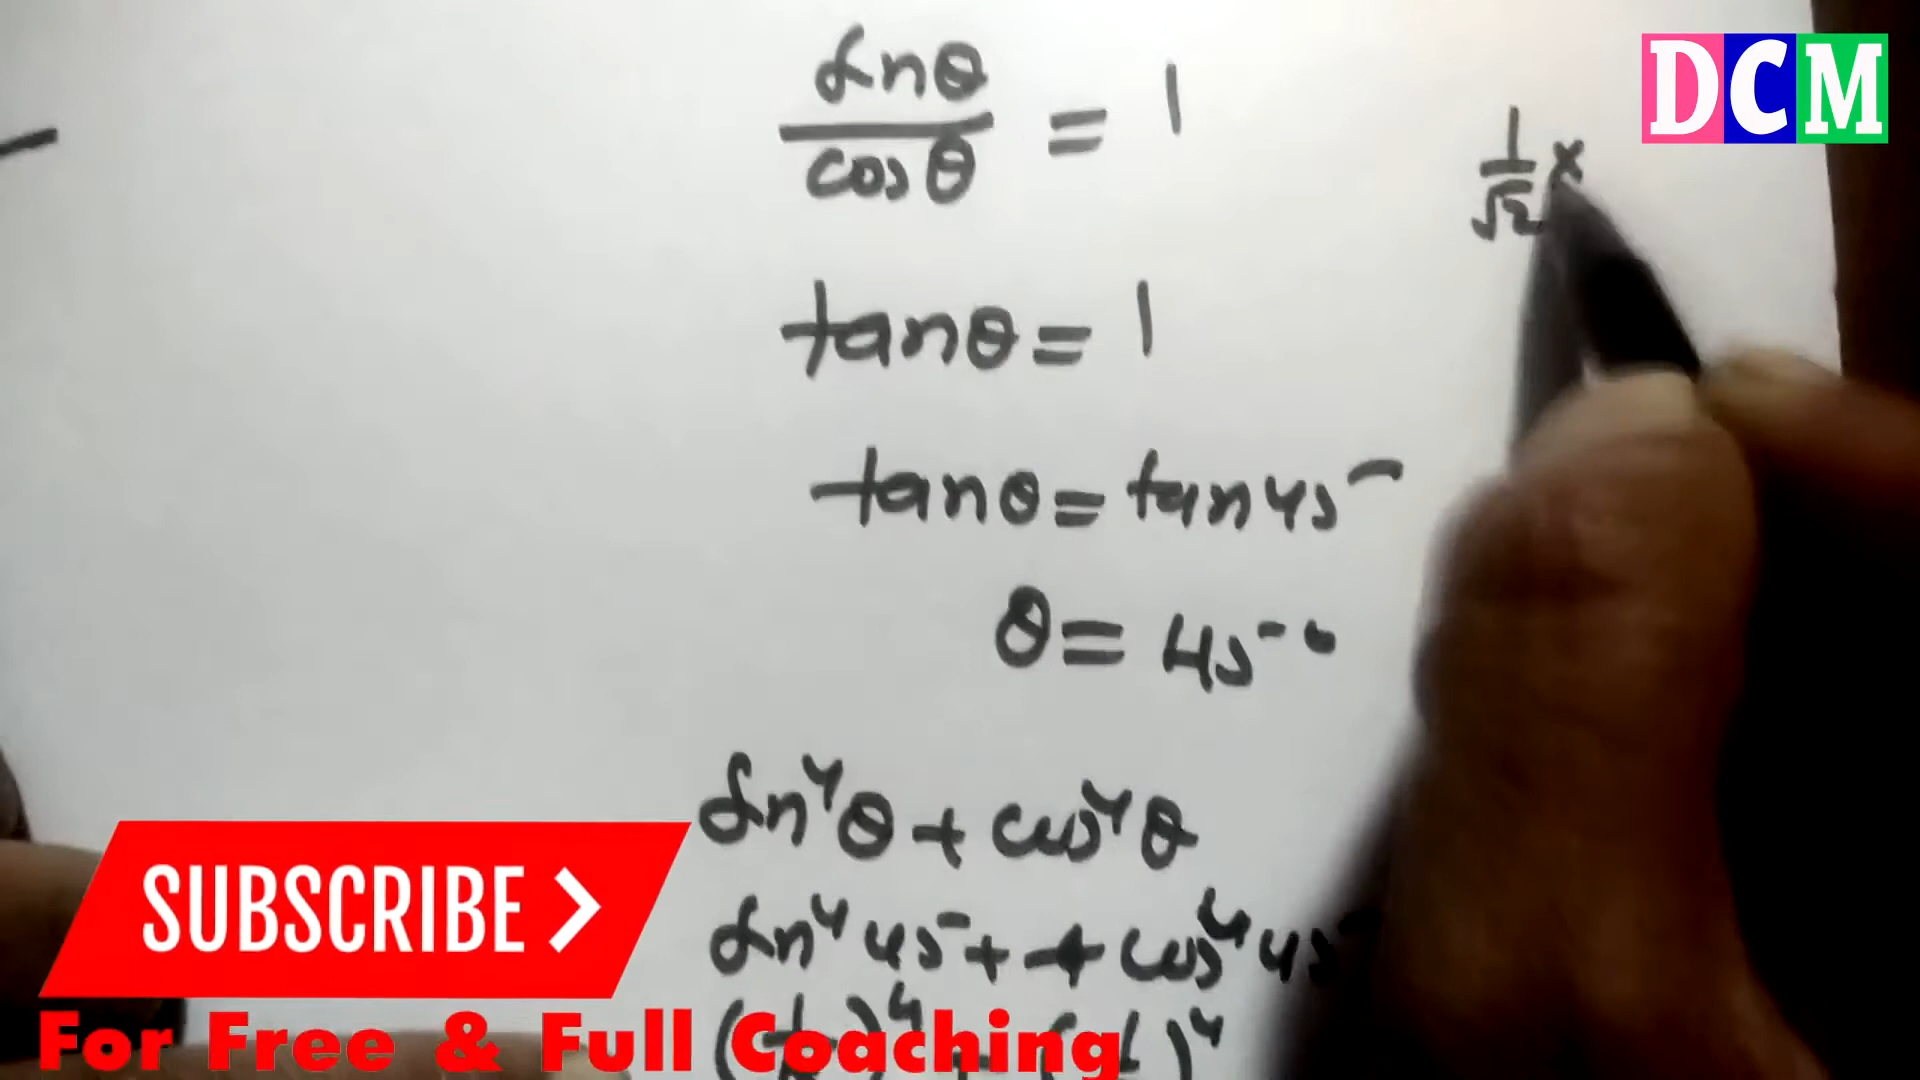 DCM
sinθ/cosθ = 1
1/√2 ×
tanθ = 1
tanθ = tan45
θ = 45°
sin⁴θ + cos⁴θ
sin⁴45 + + cos⁴45
SUBSCRIBE >
For Free & Full Coaching